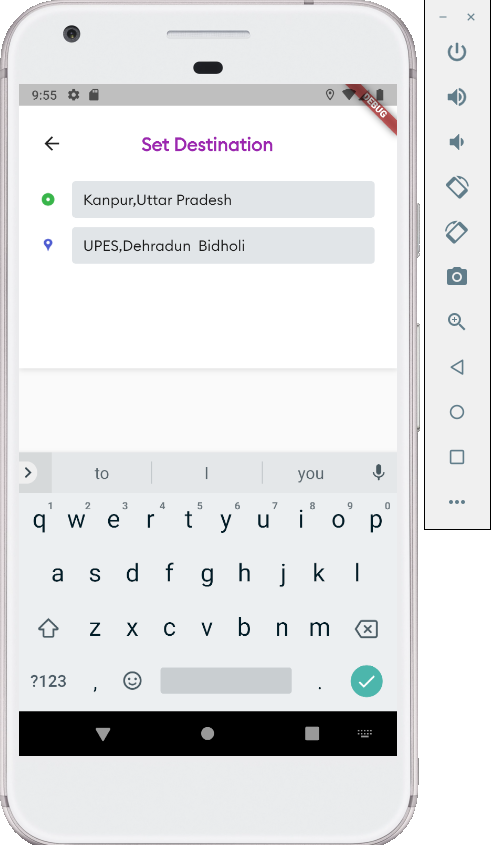 9:55
DEBUG
Set Destination
Kanpur,Uttar Pradesh
UPES,Dehradun  Bidholi
to I you
1 2 3 4 5 6 7 8 9 0
q w e r t y u i o p
a s d f g h j k l
z x c v b n m
?123 , .